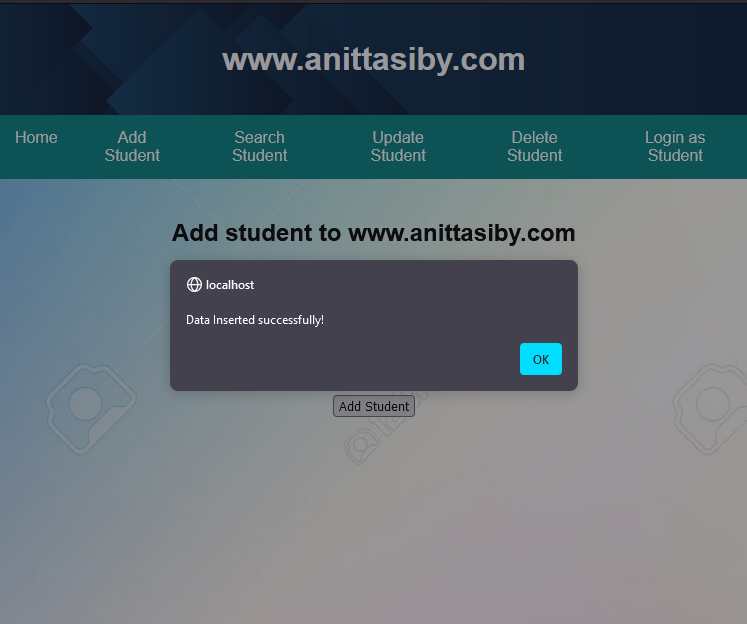 www.anittasiby.com
Home
Add
Student
Search
Student
Update
Student
Delete
Student
Login as
Student
Add student to www.anittasiby.com
localhost
Data Inserted successfully!
OK
Add Student